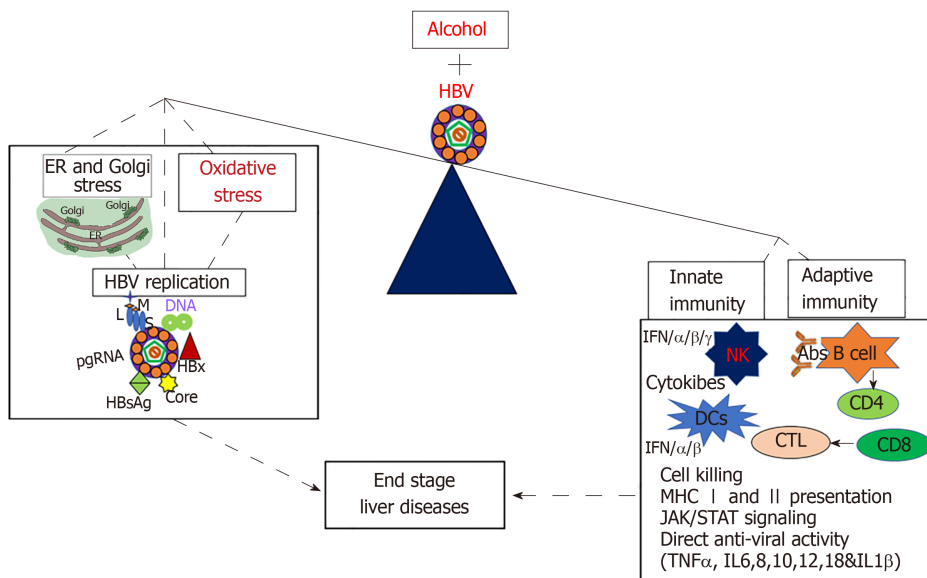 Alcohol
HBV
ER and Golgi
stress
Oxidative
stress
Golgi
Golgi
ER
HBV replication
L
M
S
DNA
pgRNA
HBx
HBsAg
Core
End stage
liver diseases
Innate
immunity
Adaptive
immunity
IFN/α/β/γ
NK
Abs
B cell
Cytokibes
CD4
DCs
CTL
CD8
IFN/α/β
Cell killing
MHC I and II presentation
JAK/STAT signaling
Direct anti-viral activity
(TNFα, IL6,8,10,12,18&IL1β)